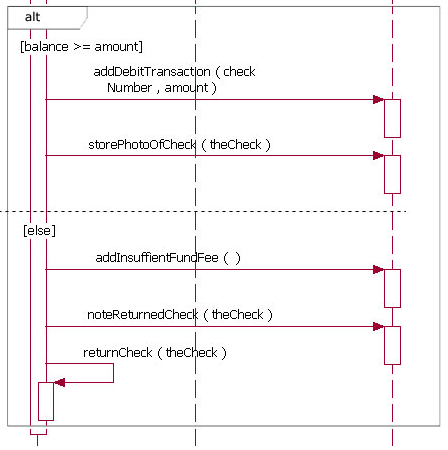 alt
[balance >= amount]
addDebitTransaction ( check
Number , amount )
storePhotoOfCheck ( theCheck )
[else]
addInsuffientFundFee (  )
noteReturnedCheck ( theCheck )
returnCheck ( theCheck )